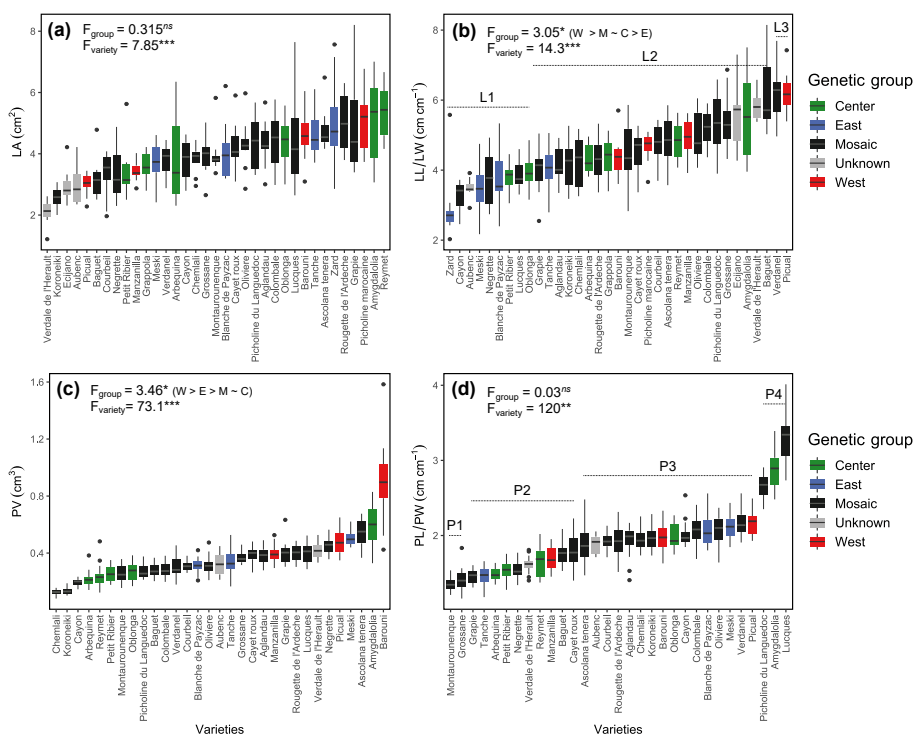 (a)
F_group = 0.315^ns
F_variety = 7.85***
LA (cm²)
8
6
4
2
Verdale de l'Herault
Koroneiki
Ecijano
Aubenc
Picual
Baguet
Courbeil
Negrette
Petit Ribier
Manzanilla
Grappola
Meski
Verdanel
Arbequina
Cayon
Chemlali
Grossane
Montaurounenque
Blanche de Payzac
Cayet roux
Oliviere
Picholine du Languedoc
Aglandau
Colombale
Oblonga
Lucques
Barouni
Tanche
Ascolana tenera
Zard
Rougette de l'Ardeche
Grapie
Picholine marocaine
Amygdalolia
Reymet
(b)
F_group = 3.05* (W > M ~ C > E)
F_variety = 14.3***
L1
L2
L3
LL/LW (cm cm⁻¹)
8
6
4
2
Zard
Cayon
Aubenc
Meski
Negrette
Blanche de Payzac
Petit Ribier
Lucques
Oblonga
Grapie
Tanche
Aglandau
Koroneiki
Chemlali
Arbequina
Rougette de l'Ardeche
Grappola
Barouni
Montaurounenque
Cayet roux
Picholine marocaine
Courbeil
Ascolana tenera
Reymet
Manzanilla
Oliviere
Colombale
Picholine du Languedoc
Grossane
Ecijano
Amygdalolia
Verdale de l'Herault
Baguet
Verdanel
Picual
Genetic group
Center
East
Mosaic
Unknown
West
(c)
F_group = 3.46* (W > E > M ~ C)
F_variety = 73.1***
PV (cm³)
1.6
1.2
0.8
0.4
Chemlali
Koroneiki
Cayon
Arbequina
Reymet
Petit Ribier
Montaurounenque
Oblonga
Picholine du Languedoc
Baguet
Colombale
Verdanel
Courbeil
Blanche de Payzac
Oliviere
Aubenc
Tanche
Grossane
Cayet roux
Aglandau
Manzanilla
Grapie
Rougette de l'Ardeche
Lucques
Verdale de l'Herault
Negrette
Picual
Meski
Ascolana tenera
Amygdalolia
Barouni
Varieties
(d)
F_group = 0.03^ns
F_variety = 120**
P1
P2
P3
P4
PL/PW (cm cm⁻¹)
4
3
2
1
Montaurounenque
Grossane
Grapie
Tanche
Arbequina
Petit Ribier
Negrette
Verdale de l'Herault
Reymet
Manzanilla
Baguet
Cayet roux
Ascolana tenera
Aubenc
Courbeil
Rougette de l'Ardeche
Aglandau
Chemlali
Koroneiki
Barouni
Oblonga
Cayon
Colombale
Blanche de Payzac
Oliviere
Meski
Verdanel
Picual
Picholine du Languedoc
Amygdalolia
Lucques
Varieties
Genetic group
Center
East
Mosaic
Unknown
West